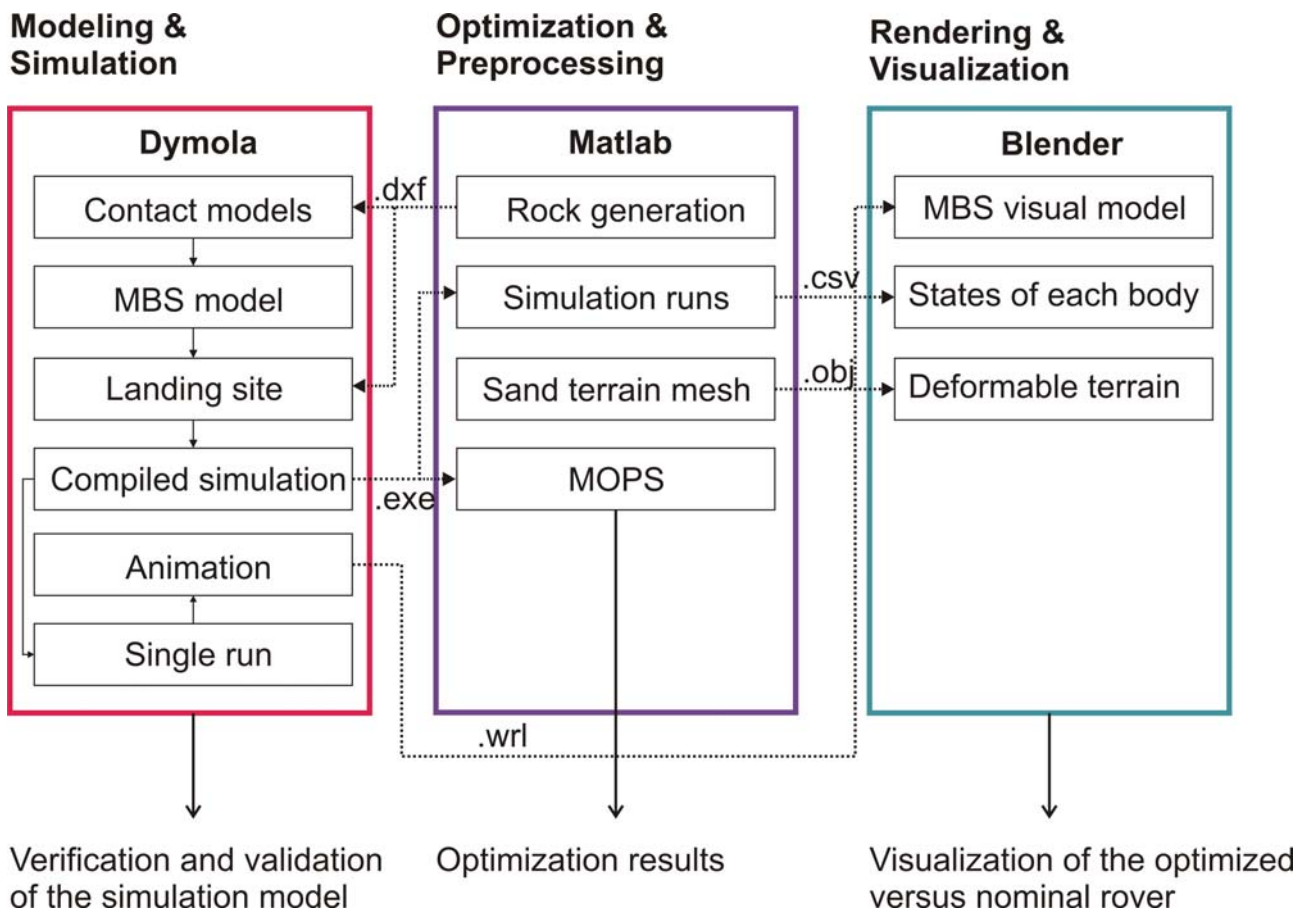 Modeling &
Simulation
Optimization &
Preprocessing
Rendering &
Visualization
Dymola
Contact models
MBS model
Landing site
Compiled simulation
Animation
Single run
.dxf
.exe
Matlab
Rock generation
Simulation runs
Sand terrain mesh
MOPS
.csv
.obj
.wrl
Blender
MBS visual model
States of each body
Deformable terrain
Verification and validation
of the simulation model
Optimization results
Visualization of the optimized
versus nominal rover